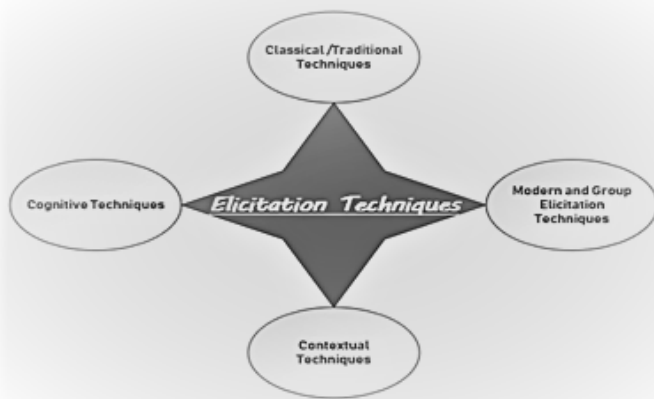 Classical /Traditional
Techniques
Cognitive Techniques
Elicitation Techniques
Modern and Group
Elicitation
Techniques
Contextual
Techniques